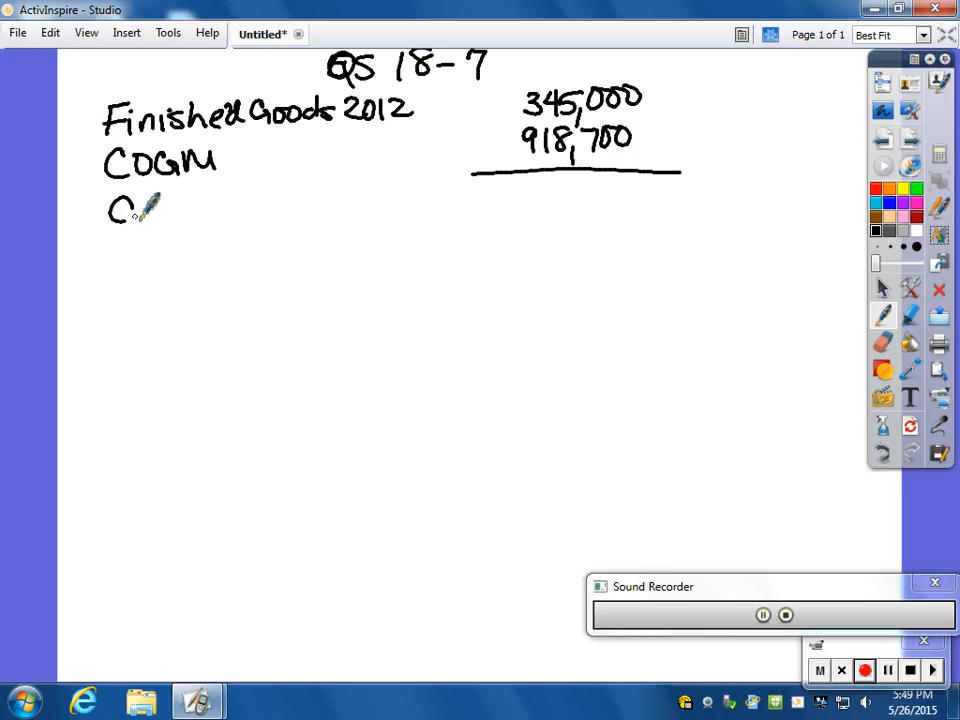 ActivInspire - Studio
File Edit View Insert Tools Help Untitled* Page 1 of 1 Best Fit
QS 18-7
Finished Goods 2012 345,000
COGM 918,700
C
T
Sound Recorder
M
5:49 PM
5/26/2015